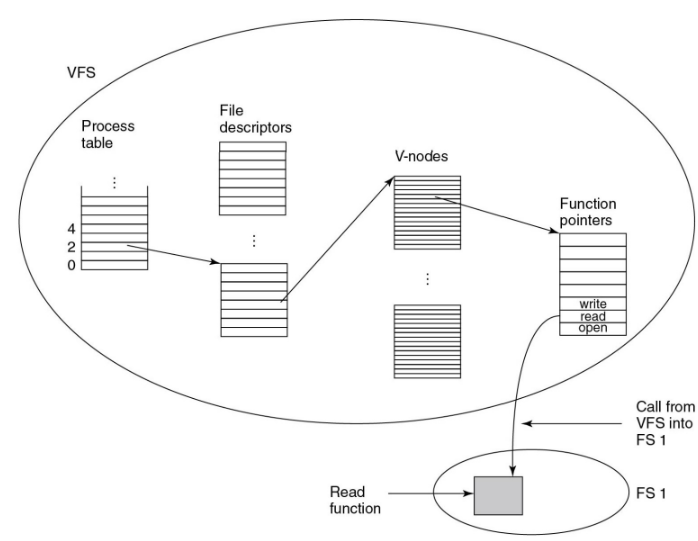 VFS
Process
table
⋮
4
2
0
File
descriptors
⋮
V-nodes
⋮
Function
pointers
write
read
open
Call from
VFS into
FS 1
Read
function
FS 1